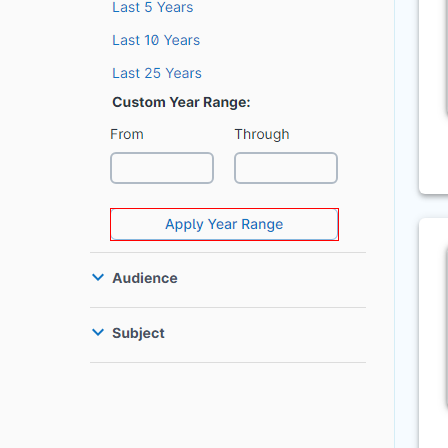 Last 5 Years
Last 10 Years
Last 25 Years
Custom Year Range:
From Through
Apply Year Range
Audience
Subject